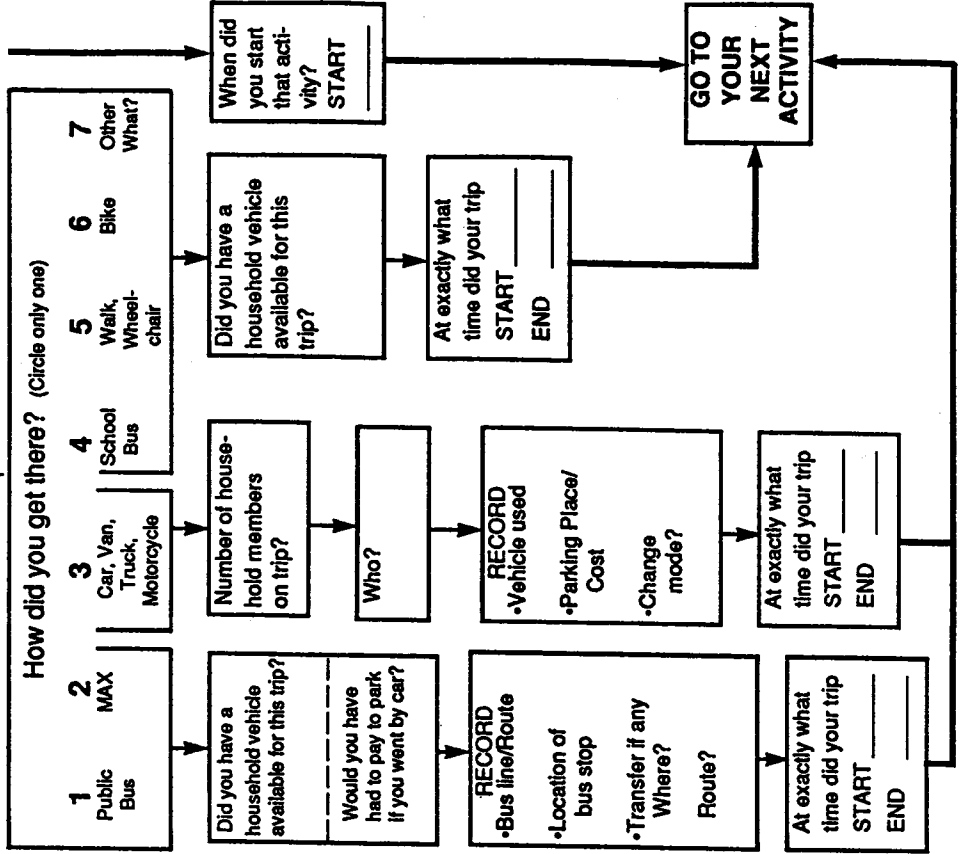 How did you get there? (Circle only one)
1
Public
Bus
2
MAX
3
Car, Van,
Truck,
Motorcycle
4
School
Bus
5
Walk,
Wheel-
chair
6
Bike
7
Other
What?
Did you have a
household vehicle
available for this trip?
Would you have
had to pay to park
if you went by car?
RECORD
•Bus line/Route
•Location of
bus stop
•Transfer if any
Where?
Route?
At exactly what
time did your trip
START
END
Number of house-
hold members
on trip?
Who?
RECORD
•Vehicle used
•Parking Place/
Cost
•Change
mode?
At exactly what
time did your trip
START
END
Did you have a
household vehicle
available for this
trip?
At exactly what
time did your trip
START
END
When did
you start
that acti-
vity?
START
GO TO
YOUR
NEXT
ACTIVITY